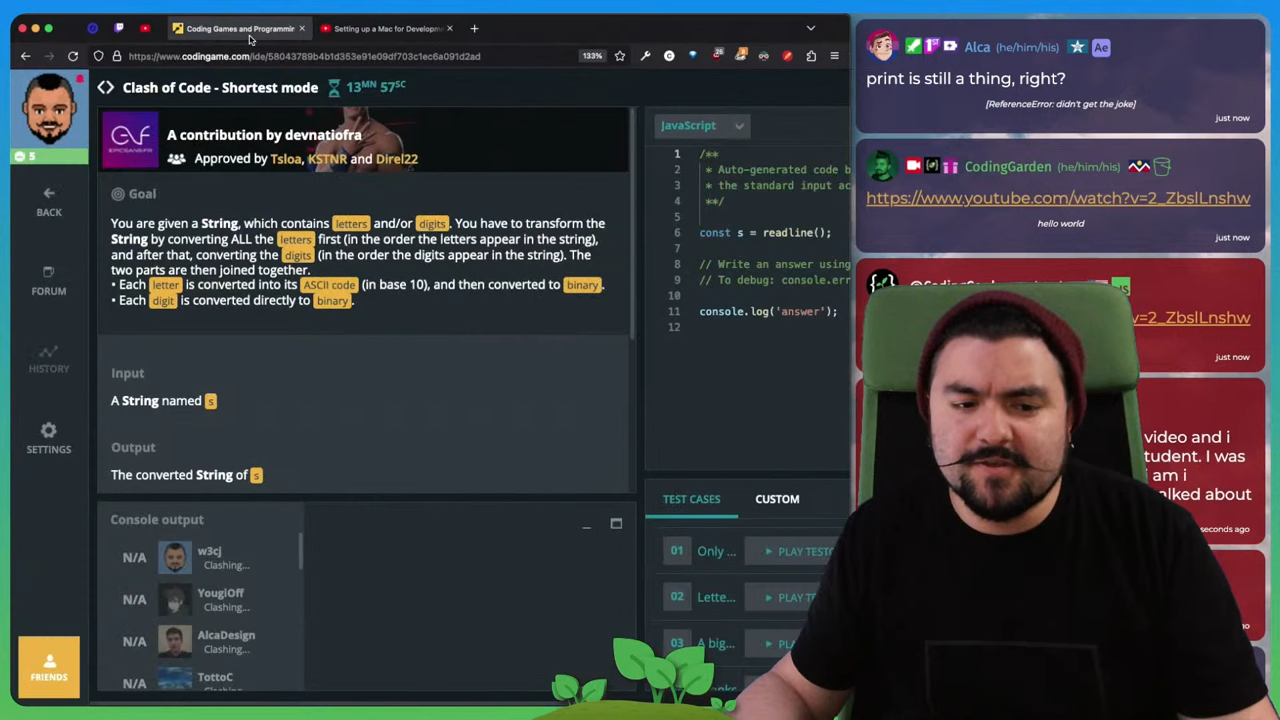 Coding Games and Programmin
Setting up a Mac for Developm
https://www.codingame.com/ide/58043789f3d353e91e09df703c1ec6a091d2ad
133%
Clash of Code - Shortest mode
13MN 57SC
A contribution by devnatiofra
Approved by Tsloa, KSTNR and Direl22
5
BACK
FORUM
HISTORY
SETTINGS
FRIENDS
Goal
You are given a String, which contains letters and/or digits. You have to transform the
String by converting ALL the letters first (in the order the letters appear in the string),
and after that, converting the digits (in the order the digits appear in the string). The
two parts are then joined together.
• Each letter is converted into its ASCII code (in base 10), and then converted to binary.
• Each digit is converted directly to binary.
Input
A String named s
Output
The converted String of s
Console output
N/A
w3cj
Clashing...
N/A
YougiOff
Clashing...
N/A
AlcaDesign
Clashing...
N/A
TottoC
JavaScript
1 /**
2 * Auto-generated code b
3 * the standard input ac
4 **/
5
6 const s = readline();
7
8 // Write an answer using
9 // To debug: console.err
10
11 console.log('answer');
12
TEST CASES
CUSTOM
01 Only ... PLAY TESTC
02 Lette... PLAY TE
03 A big... PLA
Alca (he/him/his) Ae
print is still a thing, right?
[ReferenceError: didn't get the joke]
just now
CodingGarden (he/him/his)
https://www.youtube.com/watch?v=2_ZbslLnshw
hello world
just now
v=2_ZbslLnshw
just now
video and i
tudent. I was
i am i
alked about
seconds ago